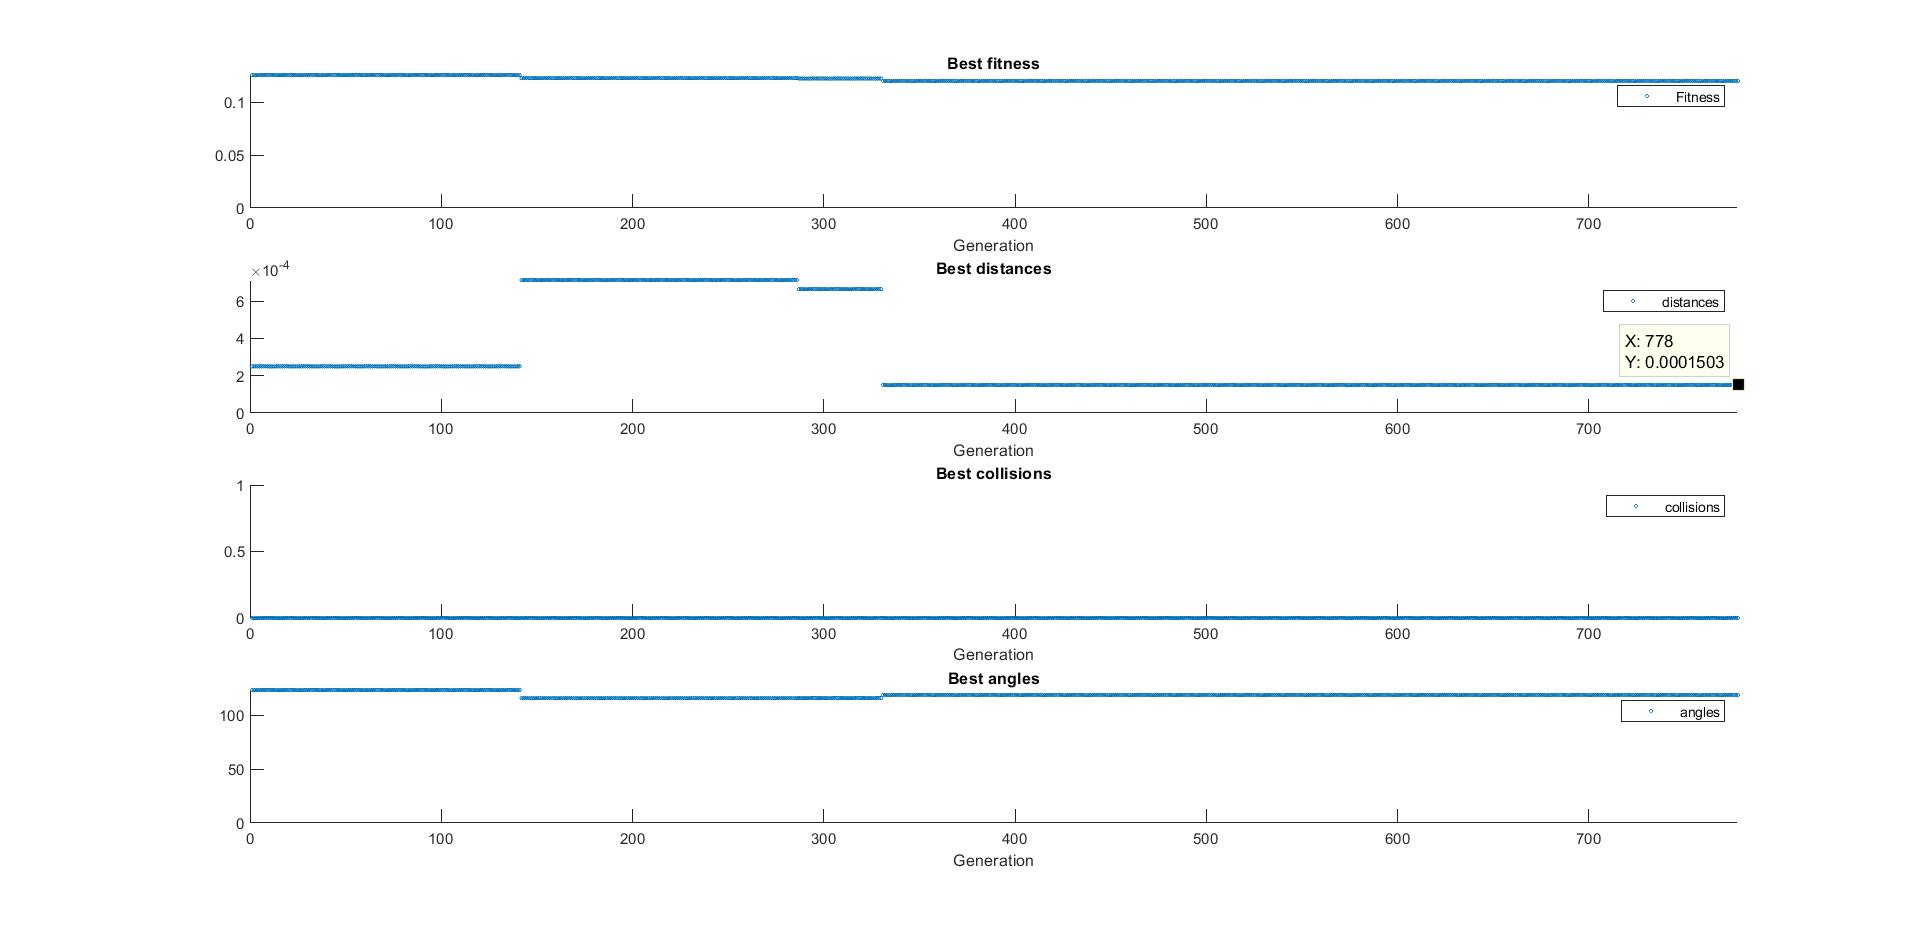 Best fitness
0.1
0.05
0
0 100 200 300 400 500 600 700
Generation
Fitness
×10-4
Best distances
6
4
2
0
0 100 200 300 400 500 600 700
Generation
distances
X: 778
Y: 0.0001503
Best collisions
1
0.5
0
0 100 200 300 400 500 600 700
Generation
collisions
Best angles
100
50
0
0 100 200 300 400 500 600 700
Generation
angles